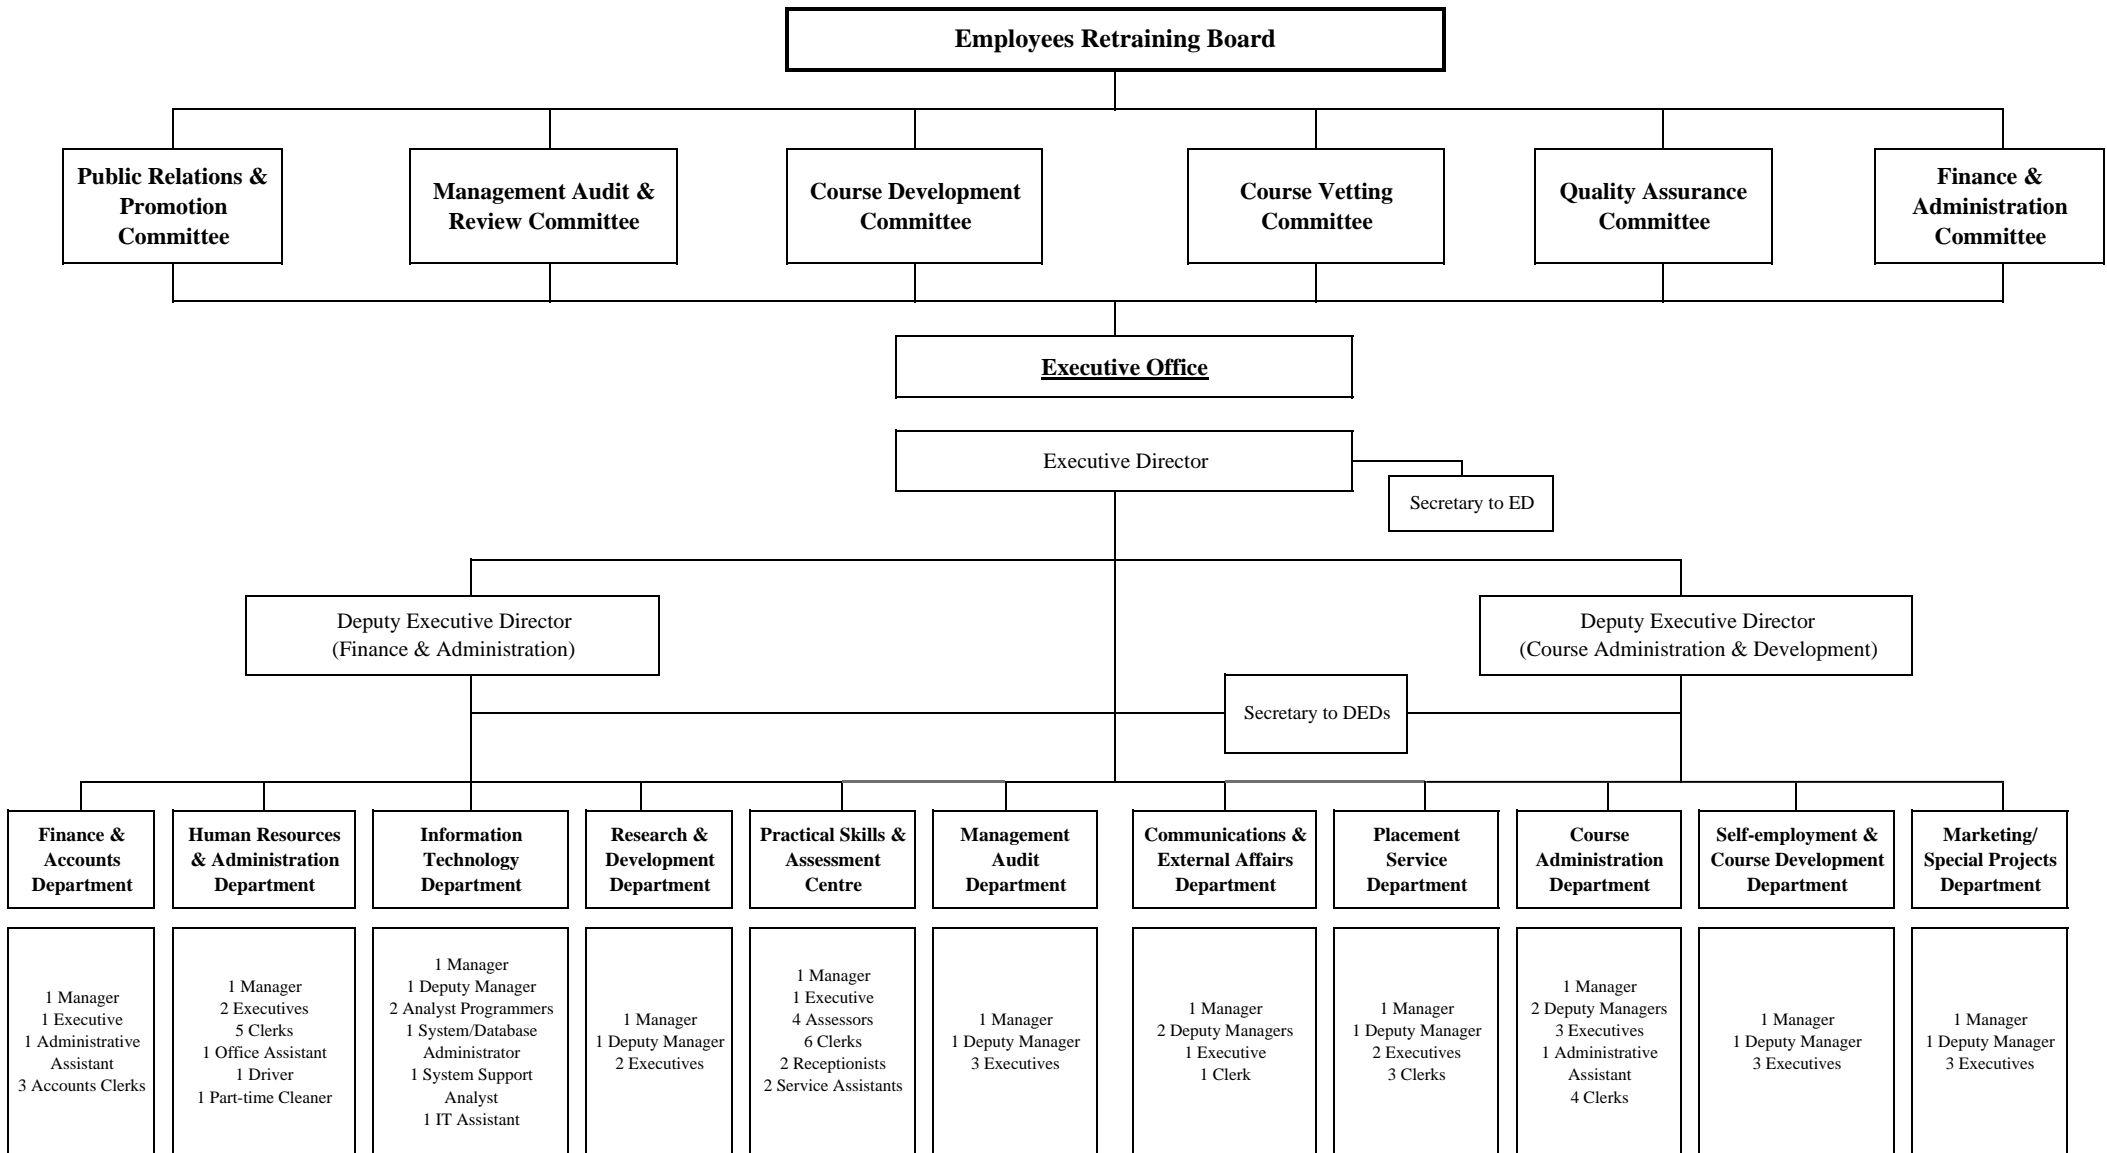 Employees Retraining Board
Public Relations &
Promotion
Committee
Management Audit &
Review Committee
Course Development
Committee
Course Vetting
Committee
Quality Assurance
Committee
Finance &
Administration
Committee
Executive Office
Executive Director
Secretary to ED
Deputy Executive Director
(Finance & Administration)
Deputy Executive Director
(Course Administration & Development)
Secretary to DEDs
Finance &
Accounts
Department
Human Resources
& Administration
Department
Information
Technology
Department
Research &
Development
Department
Practical Skills &
Assessment
Centre
Management
Audit
Department
Communications &
External Affairs
Department
Placement
Service
Department
Course
Administration
Department
Self-employment &
Course Development
Department
Marketing/
Special Projects
Department
1 Manager
1 Executive
1 Administrative
Assistant
3 Accounts Clerks
1 Manager
2 Executives
5 Clerks
1 Office Assistant
1 Driver
1 Part-time Cleaner
1 Manager
1 Deputy Manager
2 Analyst Programmers
1 System/Database
Administrator
1 System Support
Analyst
1 IT Assistant
1 Manager
1 Deputy Manager
2 Executives
1 Manager
1 Executive
4 Assessors
6 Clerks
2 Receptionists
2 Service Assistants
1 Manager
1 Deputy Manager
3 Executives
1 Manager
2 Deputy Managers
1 Executive
1 Clerk
1 Manager
1 Deputy Manager
2 Executives
3 Clerks
1 Manager
2 Deputy Managers
3 Executives
1 Administrative
Assistant
4 Clerks
1 Manager
1 Deputy Manager
3 Executives
1 Manager
1 Deputy Manager
3 Executives